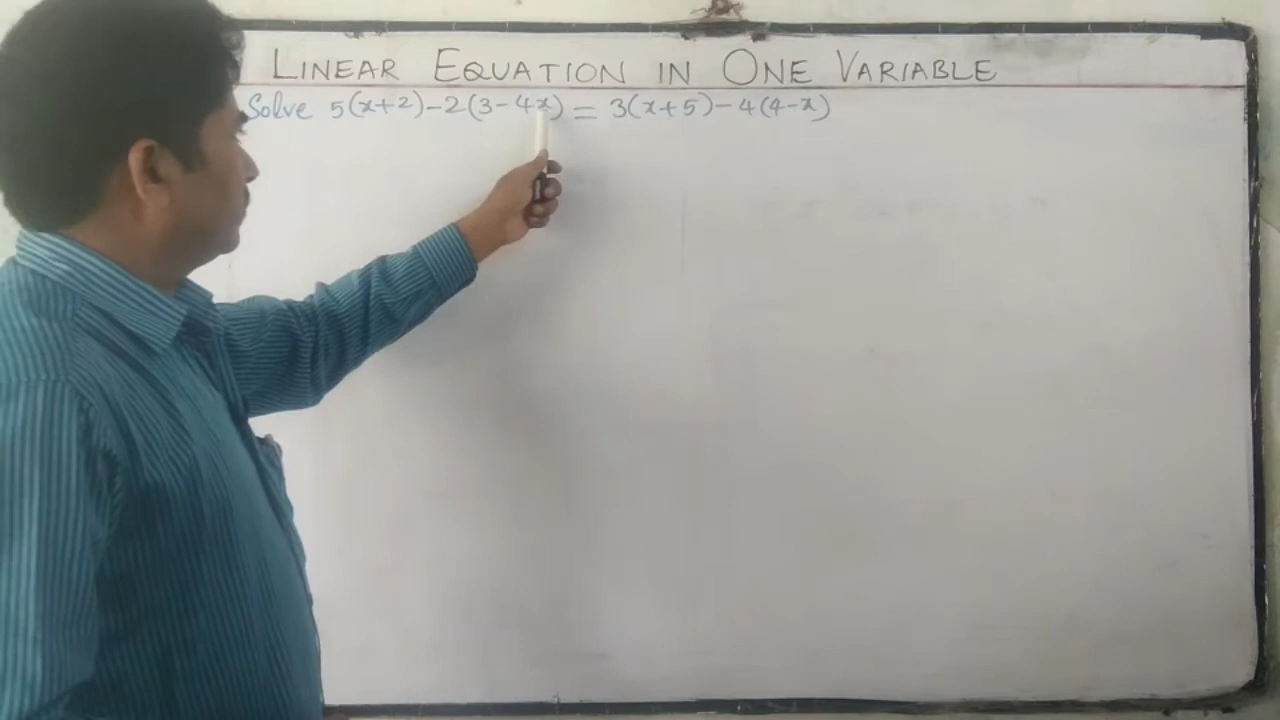 LINEAR EQUATION IN ONE VARIABLE
Solve 5(x+2)-2(3-4x) = 3(x+5)-4(4-x)